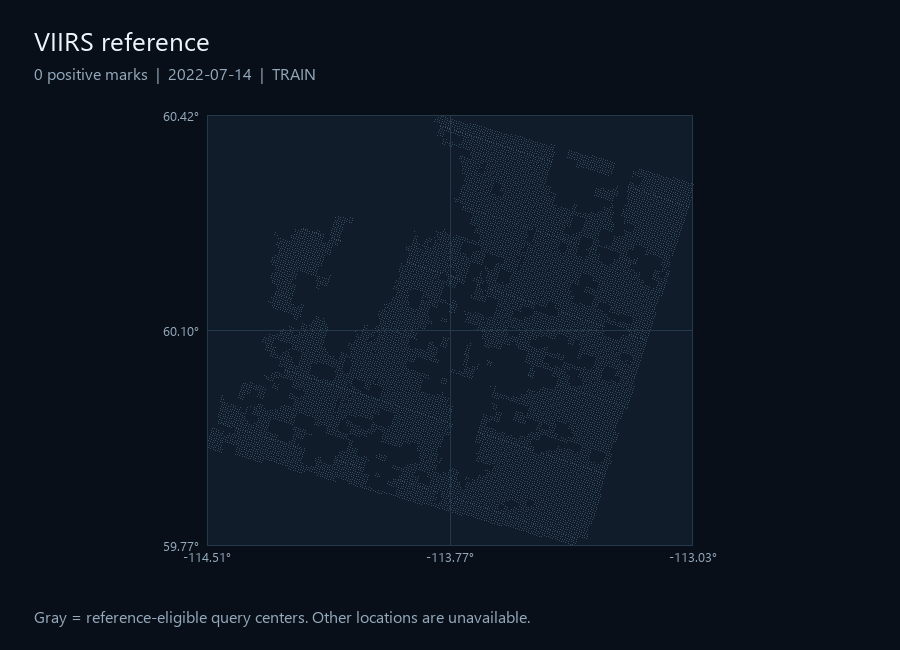 VIIRS reference
0 positive marks | 2022-07-14 | TRAIN
60.42°
60.10°
59.77°
-114.51°
-113.77°
-113.03°
Gray = reference-eligible query centers. Other locations are unavailable.